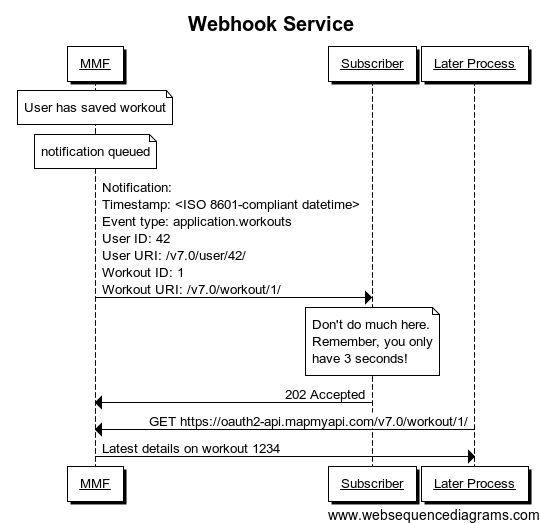 Webhook Service
MMF
Subscriber
Later Process
User has saved workout
notification queued
Notification:
Timestamp: <ISO 8601-compliant datetime>
Event type: application.workouts
User ID: 42
User URI: /v7.0/user/42/
Workout ID: 1
Workout URI: /v7.0/workout/1/
Don't do much here.
Remember, you only
have 3 seconds!
202 Accepted
GET https://oauth2-api.mapmyapi.com/v7.0/workout/1/
Latest details on workout 1234
MMF
Subscriber
Later Process
www.websequencediagrams.com